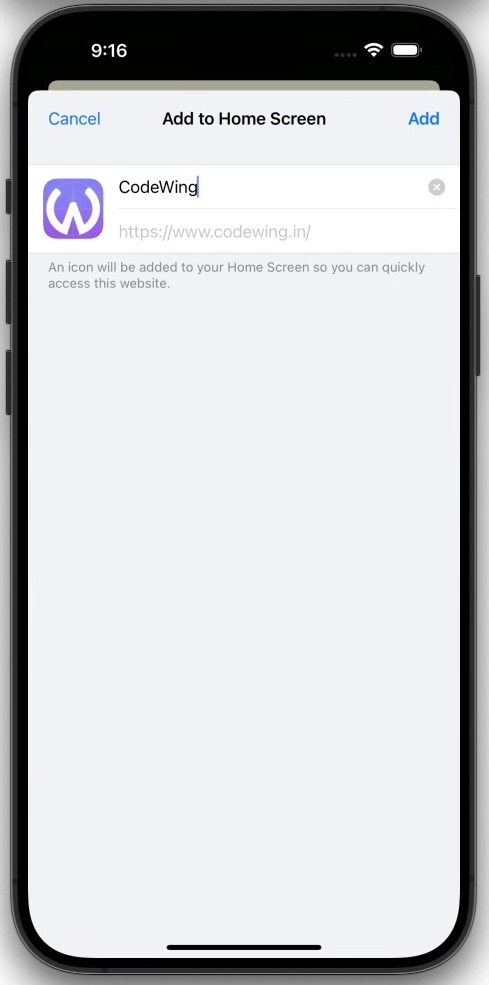 9:16
Cancel
Add to Home Screen
Add
CodeWing
https://www.codewing.in/
An icon will be added to your Home Screen so you can quickly
access this website.